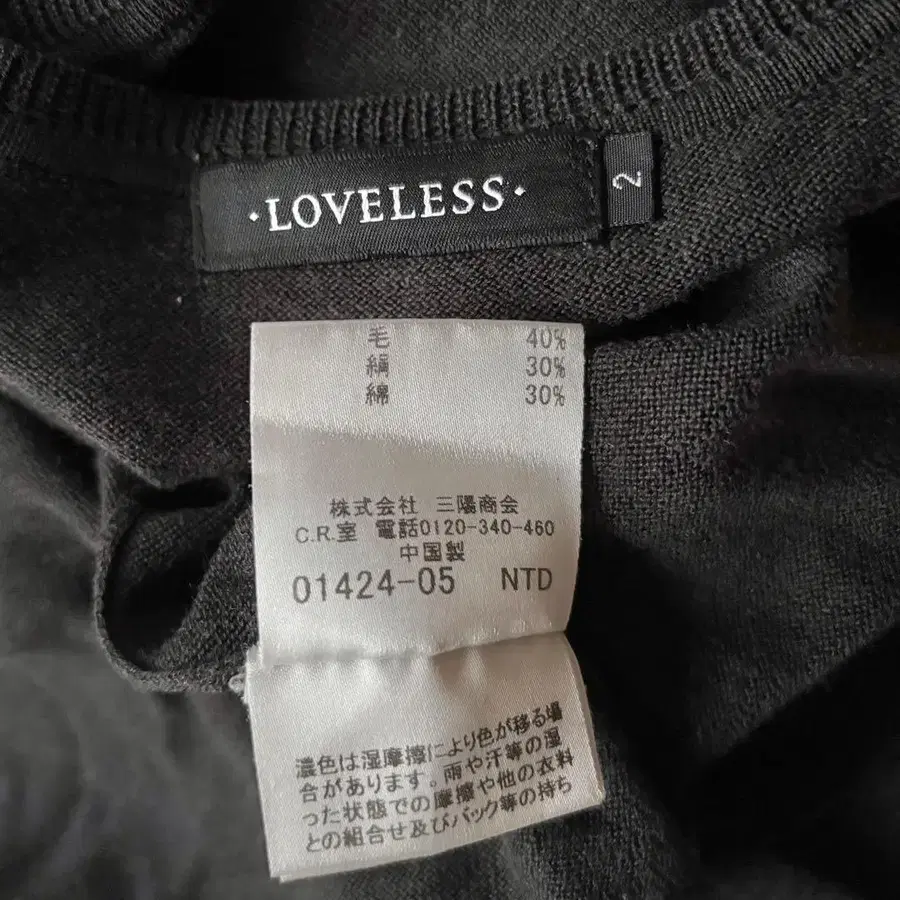 ·LOVELESS·
2
毛 40%
絹 30%
綿 30%
株式会社 三陽商会
C.R.室 電話0120-340-460
中国製
01424-05 NTD
濃色は湿摩擦により色が移る場
合があります。雨や汗等の湿
った状態での摩擦や他の衣料
との組合せ及びバック等の持ち